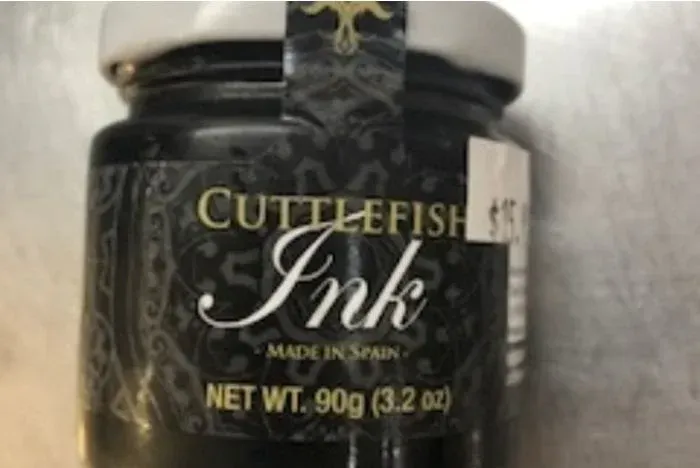 CUTTLEFISH
Ink
- MADE IN SPAIN -
NET WT. 90g (3.2 oz)